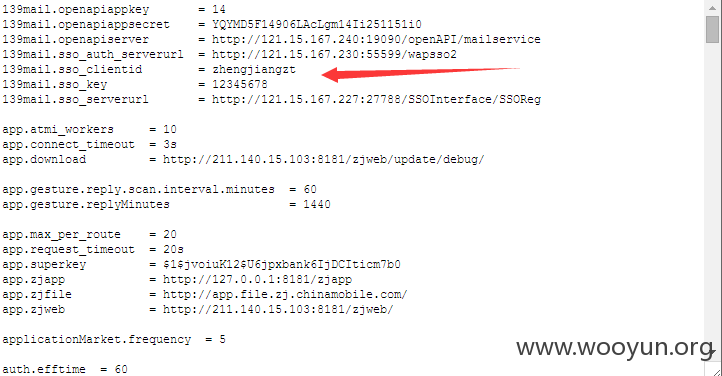 139mail.openapiappkey = 14
139mail.openapiappsecret = YQYMD5F14906LAcLgm14Ii251151i0
139mail.openapiserver = http://121.15.167.240:19090/openAPI/mailservice
139mail.sso_auth_serverurl = http://121.15.167.230:55599/wapsso2
139mail.sso_clientid = zhengjiangzt
139mail.sso_key = 12345678
139mail.sso_serverurl = http://121.15.167.227:27788/SSOInterface/SSOReg
app.atmi_workers = 10
app.connect_timeout = 3s
app.download = http://211.140.15.103:8181/zjweb/update/debug/
app.gesture.reply.scan.interval.minutes = 60
app.gesture.replyMinutes = 1440
app.max_per_route = 20
app.request_timeout = 20s
app.superkey = $1$jvoiuK12$U6jpxbank6IjDCIticm7b0
app.zjapp = http://127.0.0.1:8181/zjapp
app.zjfile = http://app.file.zj.chinamobile.com/
app.zjweb = http://211.140.15.103:8181/zjweb/
applicationMarket.frequency = 5
auth.efftime = 60
www.wooyun.org